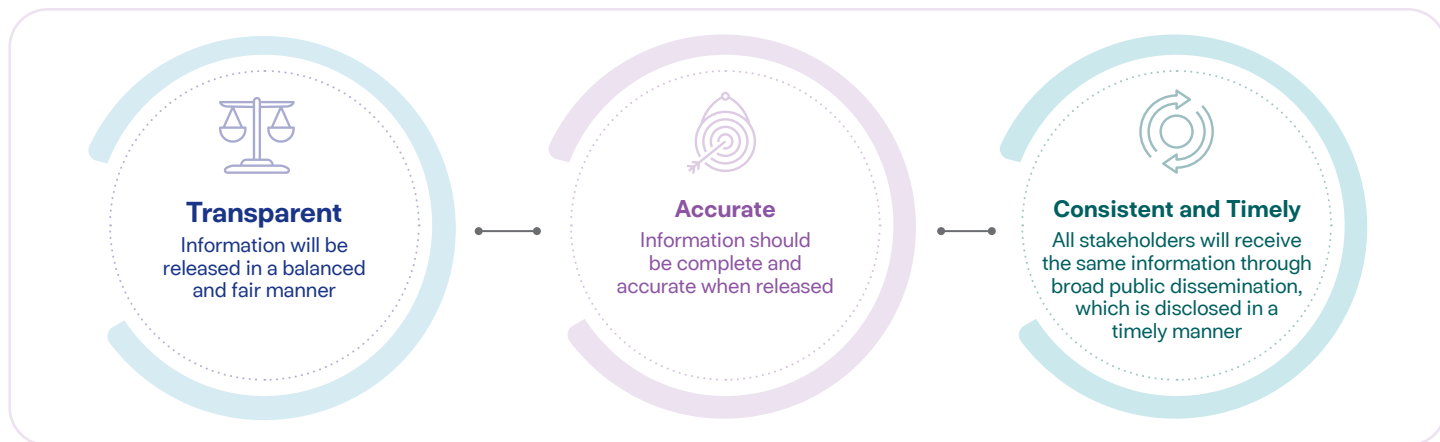 Transparent
Information will be
released in a balanced
and fair manner
Accurate
Information should
be complete and
accurate when released
Consistent and Timely
All stakeholders will receive
the same information through
broad public dissemination,
which is disclosed in a
timely manner